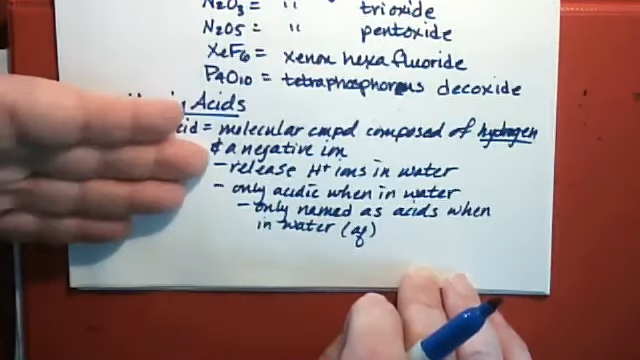 N2O3 = " trioxide
N2O5 = " pentoxide
XeF6 = xenon hexafluoride
P4O10 = tetraphosphorous decoxide
Acids
cid = molecular cmpd composed of hydrogen
& a negative ion
- release H+ ions in water
- only acidic when in water
- only named as acids when
in water (aq)